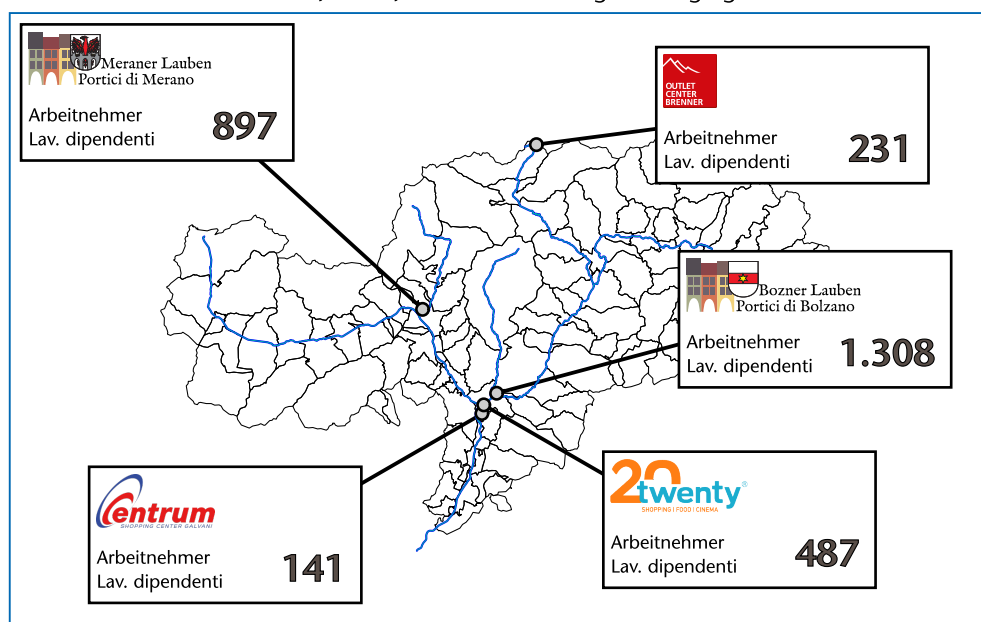 Meraner Lauben
Portici di Merano
Arbeitnehmer
Lav. dipendenti
897
OUTLET
CENTER
BRENNER
Arbeitnehmer
Lav. dipendenti
231
Bozner Lauben
Portici di Bolzano
Arbeitnehmer
Lav. dipendenti
1.308
Centrum
SHOPPING CENTER GALVANI
Arbeitnehmer
Lav. dipendenti
141
20
twenty®
SHOPPING | FOOD | CINEMA
Arbeitnehmer
Lav. dipendenti
487